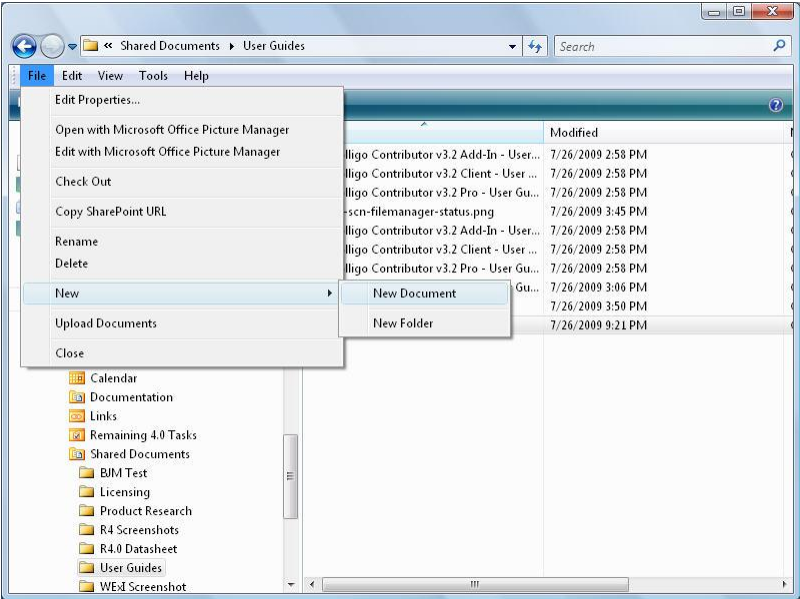 « Shared Documents ▸ User Guides
Search
File Edit View Tools Help
Edit Properties...
Open with Microsoft Office Picture Manager
Edit with Microsoft Office Picture Manager
Check Out
Copy SharePoint URL
Rename
Delete
New
Upload Documents
Close
New Document
New Folder
Modified
lligo Contributor v3.2 Add-In - User... 7/26/2009 2:58 PM
lligo Contributor v3.2 Client - User ... 7/26/2009 2:58 PM
lligo Contributor v3.2 Pro - User Gu... 7/26/2009 2:58 PM
-scn-filemanager-status.png 7/26/2009 3:45 PM
lligo Contributor v3.2 Add-In - User... 7/26/2009 2:58 PM
lligo Contributor v3.2 Client - User ... 7/26/2009 2:58 PM
lligo Contributor v3.2 Pro - User Gu... 7/26/2009 2:58 PM
Gu... 7/26/2009 3:06 PM
7/26/2009 3:50 PM
7/26/2009 9:21 PM
Calendar
Documentation
Links
Remaining 4.0 Tasks
Shared Documents
BJM Test
Licensing
Product Research
R4 Screenshots
R4.0 Datasheet
User Guides
WExI Screenshot